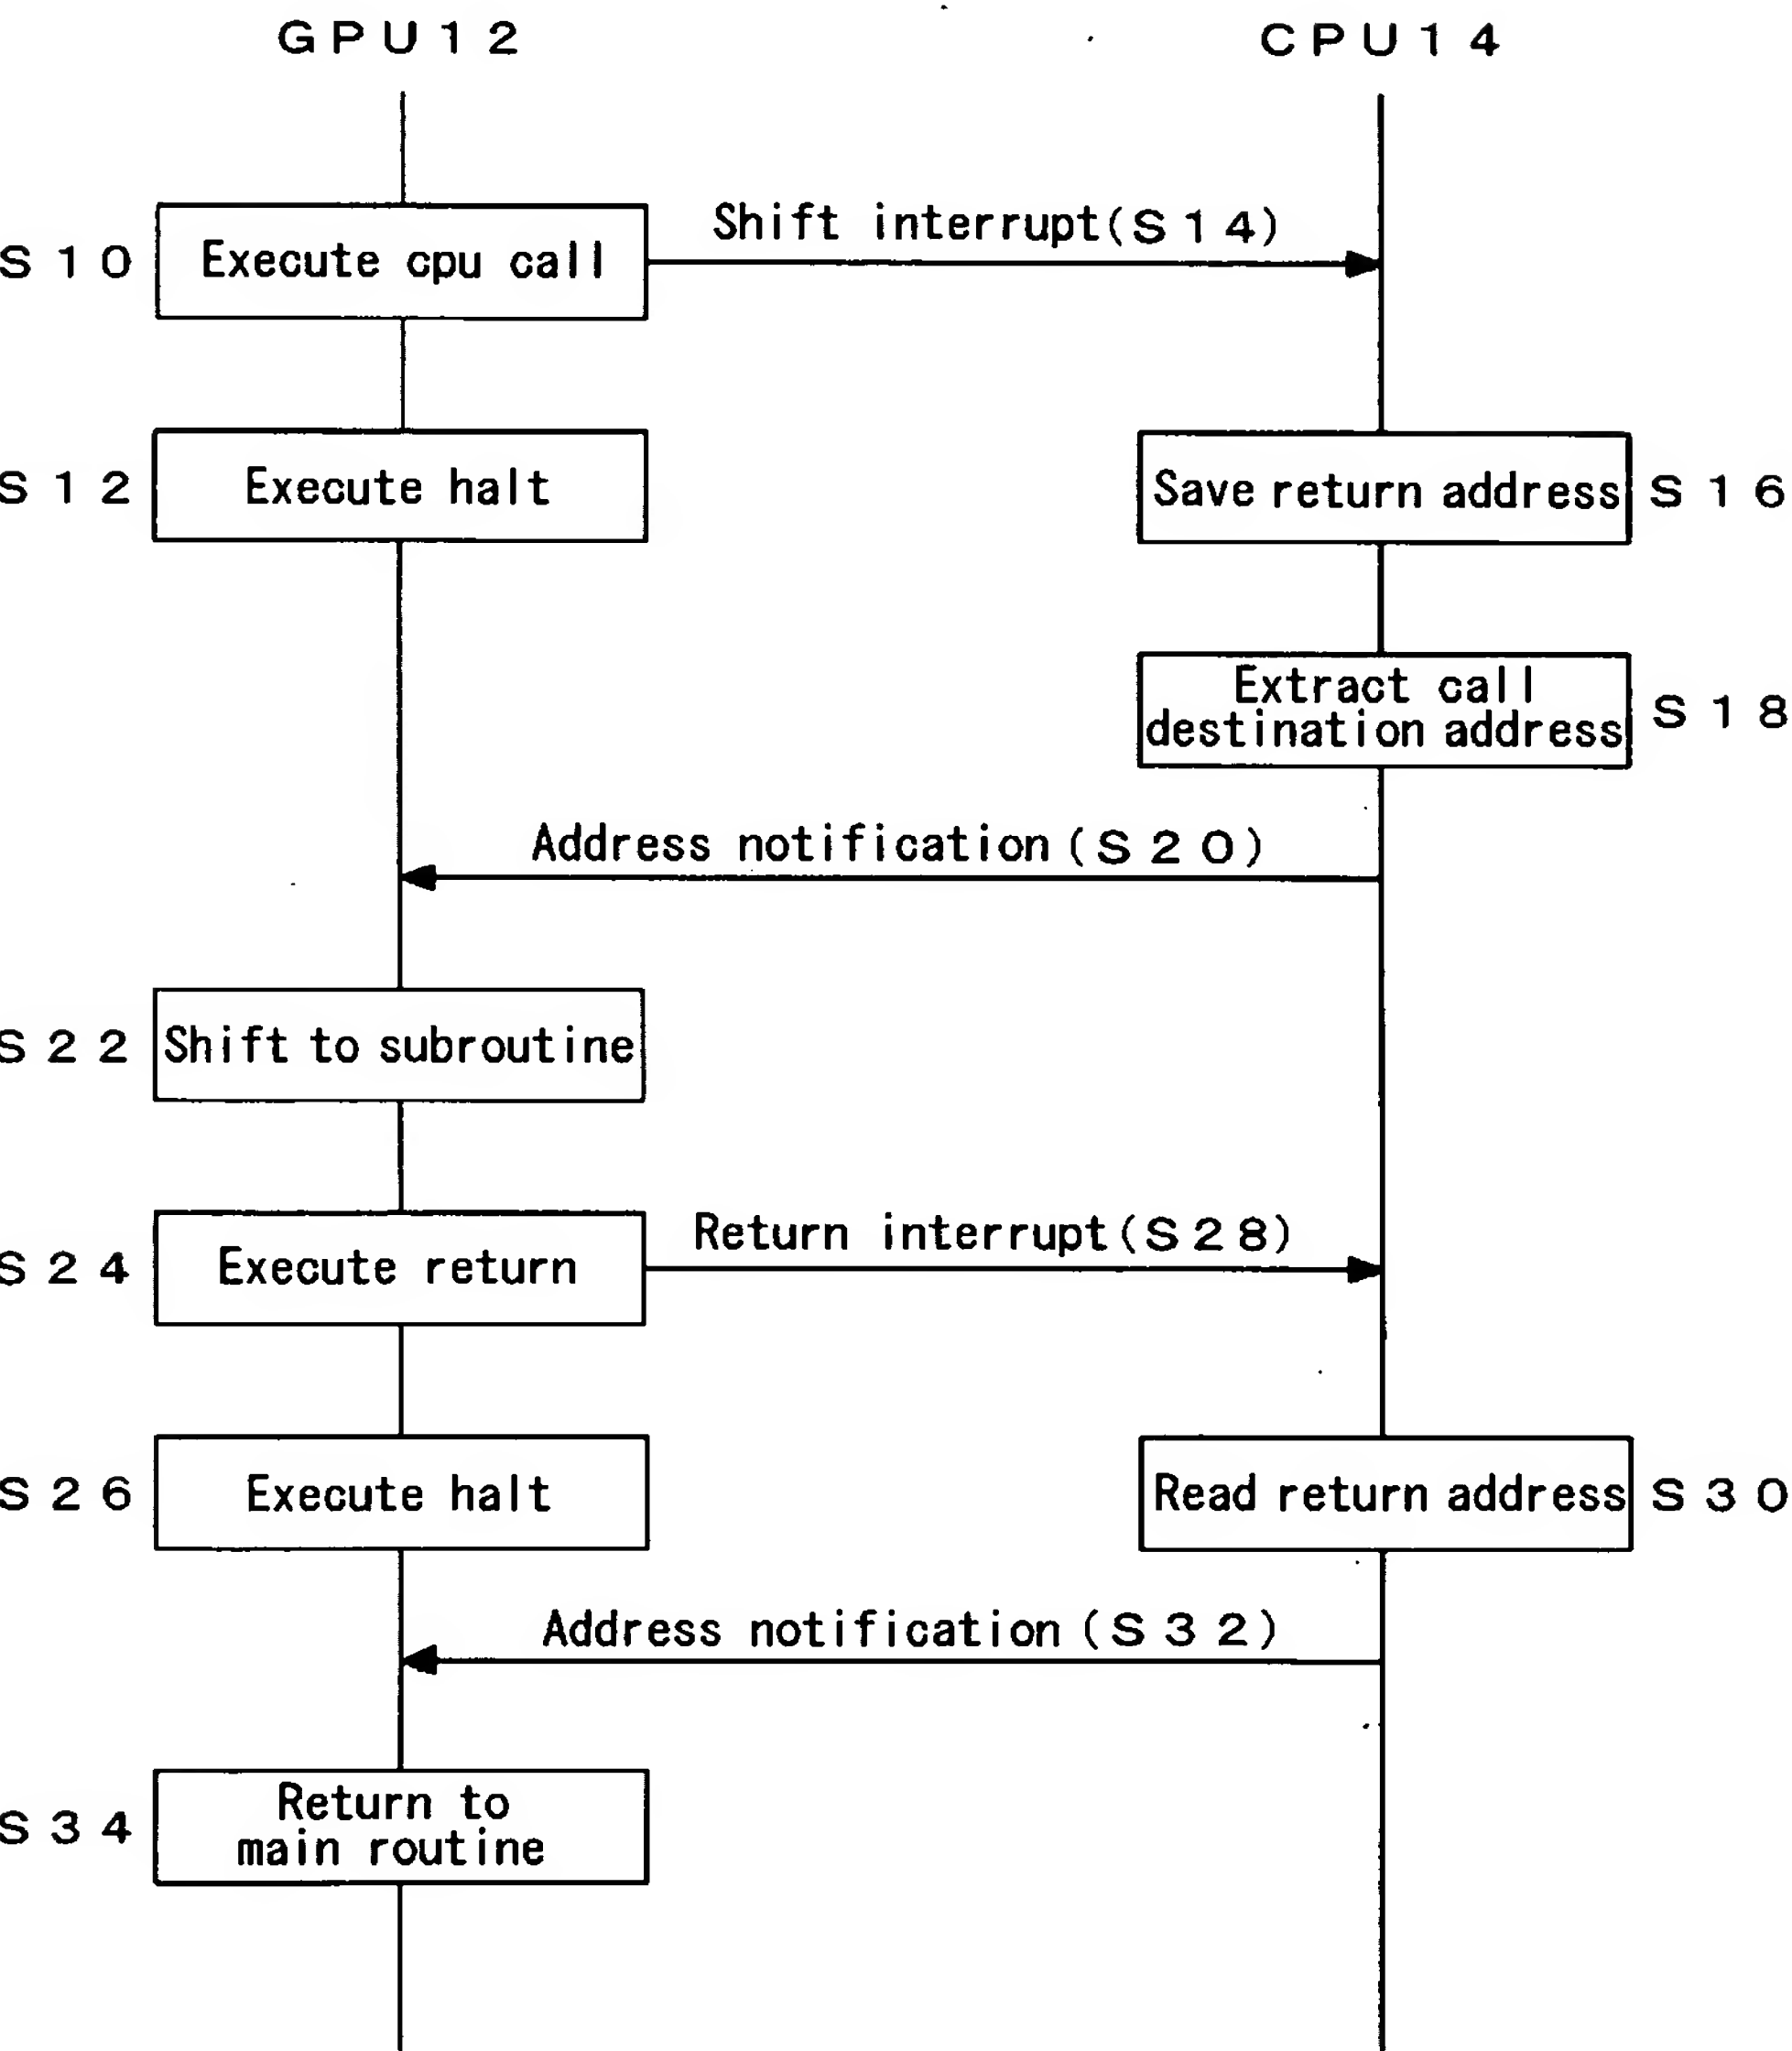 GPU12 CPU14
Shift interrupt(S14)
S10 Execute cpu call
S12 Execute halt
Save return address S16
Extract call
destination address S18
Address notification(S20)
S22 Shift to subroutine
Return interrupt(S28)
S24 Execute return
S26 Execute halt
Read return address S30
Address notification(S32)
S34 Return to
main routine